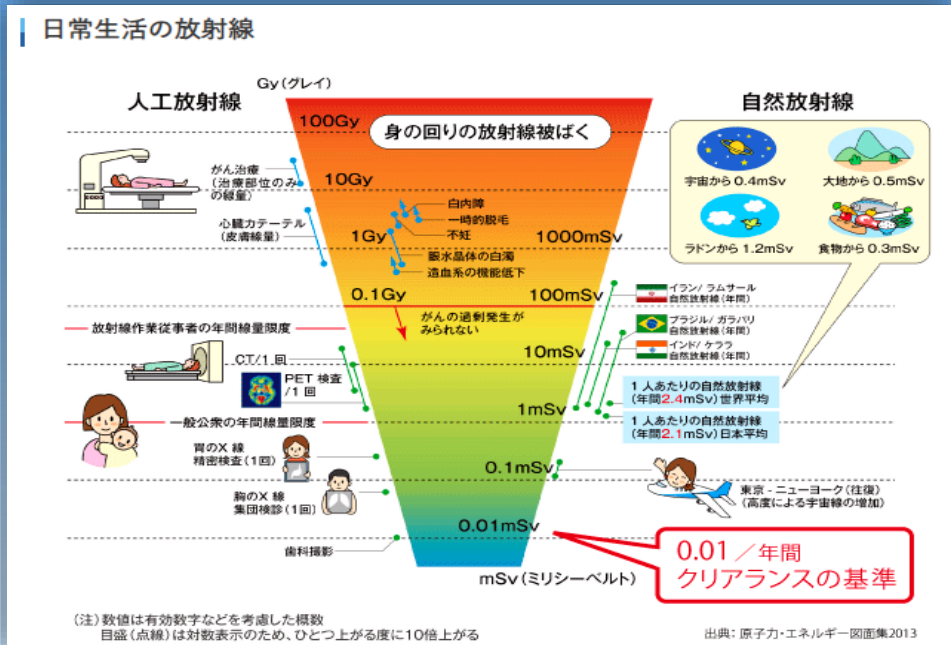 日常生活の放射線
Gy(グレイ)
人工放射線
自然放射線
身の回りの放射線被ばく
100Gy
10Gy
1Gy
0.1Gy
1000mSv
100mSv
10mSv
1mSv
0.1mSv
0.01mSv
mSv(ミリシーベルト)
がん治療
(治療部位のみ
の線量)
心臓カテーテル
(皮膚線量)
白内障
一時的脱毛
不妊
眼水晶体の白濁
造血系の機能低下
がんの過剰発生が
みられない
放射線作業従事者の年間線量限度
CT/1回
PET 検査
/1回
一般公衆の年間線量限度
胃のX 線
精密検査(1回)
胸のX 線
集団検診(1回)
歯科撮影
宇宙から 0.4mSv
大地から 0.5mSv
ラドンから 1.2mSv
食物から 0.3mSv
イラン/ ラムサール
自然放射線(年間)
ブラジル/ ガラパリ
自然放射線(年間)
インド/ ケララ
自然放射線(年間)
1 人あたりの自然放射線
(年間2.4mSv)世界平均
1 人あたりの自然放射線
(年間2.1mSv)日本平均
東京 - ニューヨーク(往復)
(高度による宇宙線の増加)
0.01/年間
クリアランスの基準
(注)数値は有効数字などを考慮した概数
目盛(点線)は対数表示のため、ひとつ上がる度に10倍上がる
出典:原子力・エネルギー図面集2013